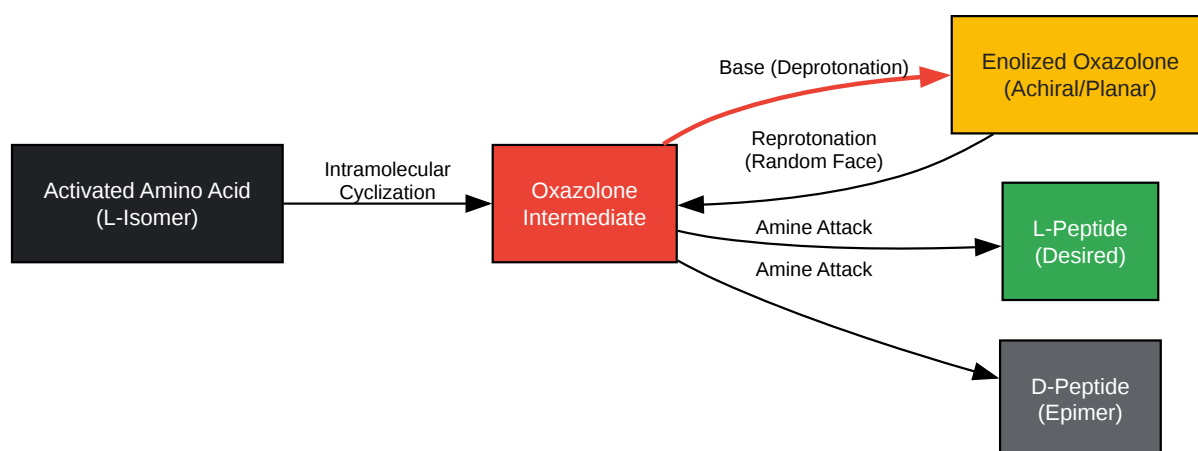 Activated Amino Acid
(L-Isomer)
Intramolecular
Cyclization
Oxazolone
Intermediate
Base (Deprotonation)
Enolized Oxazolone
(Achiral/Planar)
Reprotonation
(Random Face)
Amine Attack
L-Peptide
(Desired)
Amine Attack
D-Peptide
(Epimer)